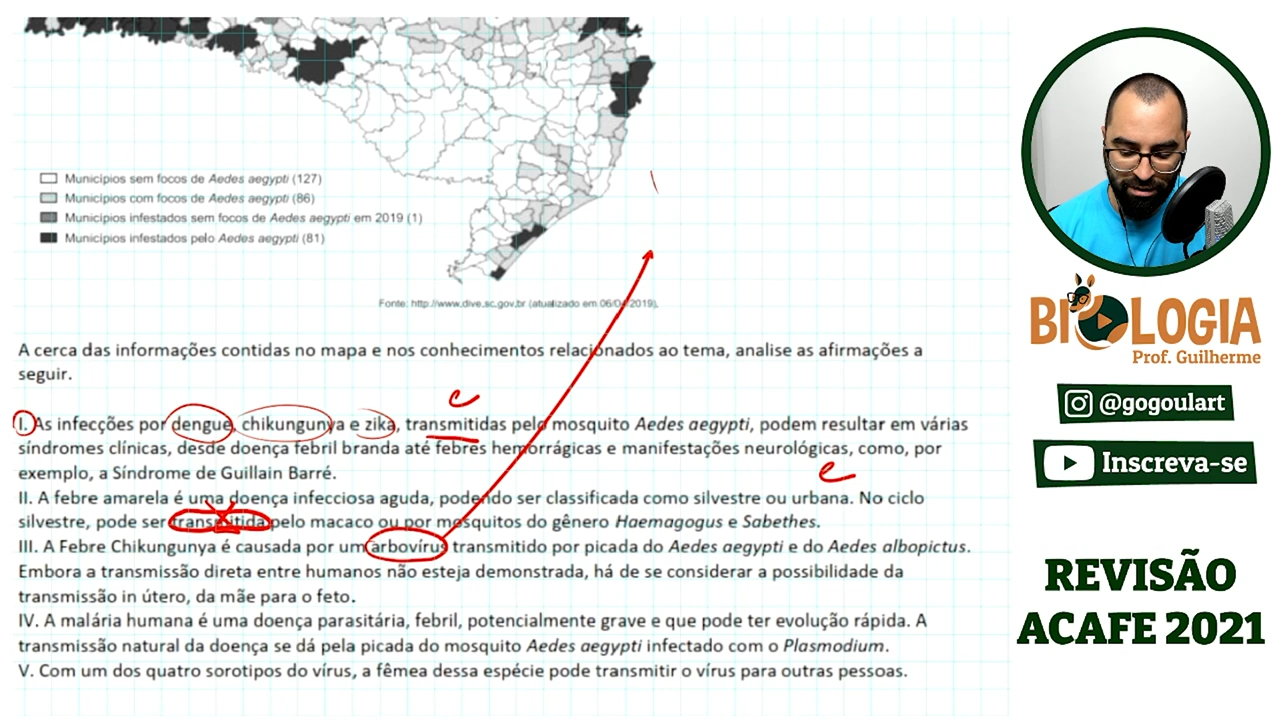 Municípios sem focos de Aedes aegypti (127)
Municípios com focos de Aedes aegypti (86)
Municípios infestados sem focos de Aedes aegypti em 2019 (1)
Municípios infestados pelo Aedes aegypti (81)
Fonte: http://www.dive.sc.gov.br (atualizado em 06/04/2019).
A cerca das informações contidas no mapa e nos conhecimentos relacionados ao tema, analise as afirmações a
seguir.
I. As infecções por dengue, chikungunya e zika, transmitidas pelo mosquito Aedes aegypti, podem resultar em várias
síndromes clínicas, desde doença febril branda até febres hemorrágicas e manifestações neurológicas, como, por
exemplo, a Síndrome de Guillain Barré.
II. A febre amarela é uma doença infecciosa aguda, podendo ser classificada como silvestre ou urbana. No ciclo
silvestre, pode ser transmitida pelo macaco ou por mosquitos do gênero Haemagogus e Sabethes.
III. A Febre Chikungunya é causada por um arbovírus transmitido por picada do Aedes aegypti e do Aedes albopictus.
Embora a transmissão direta entre humanos não esteja demonstrada, há de se considerar a possibilidade da
transmissão in útero, da mãe para o feto.
IV. A malária humana é uma doença parasitária, febril, potencialmente grave e que pode ter evolução rápida. A
transmissão natural da doença se dá pela picada do mosquito Aedes aegypti infectado com o Plasmodium.
V. Com um dos quatro sorotipos do vírus, a fêmea dessa espécie pode transmitir o vírus para outras pessoas.
BIOLOGIA
Prof. Guilherme
@gogoulart
Inscreva-se
REVISÃO
ACAFE 2021